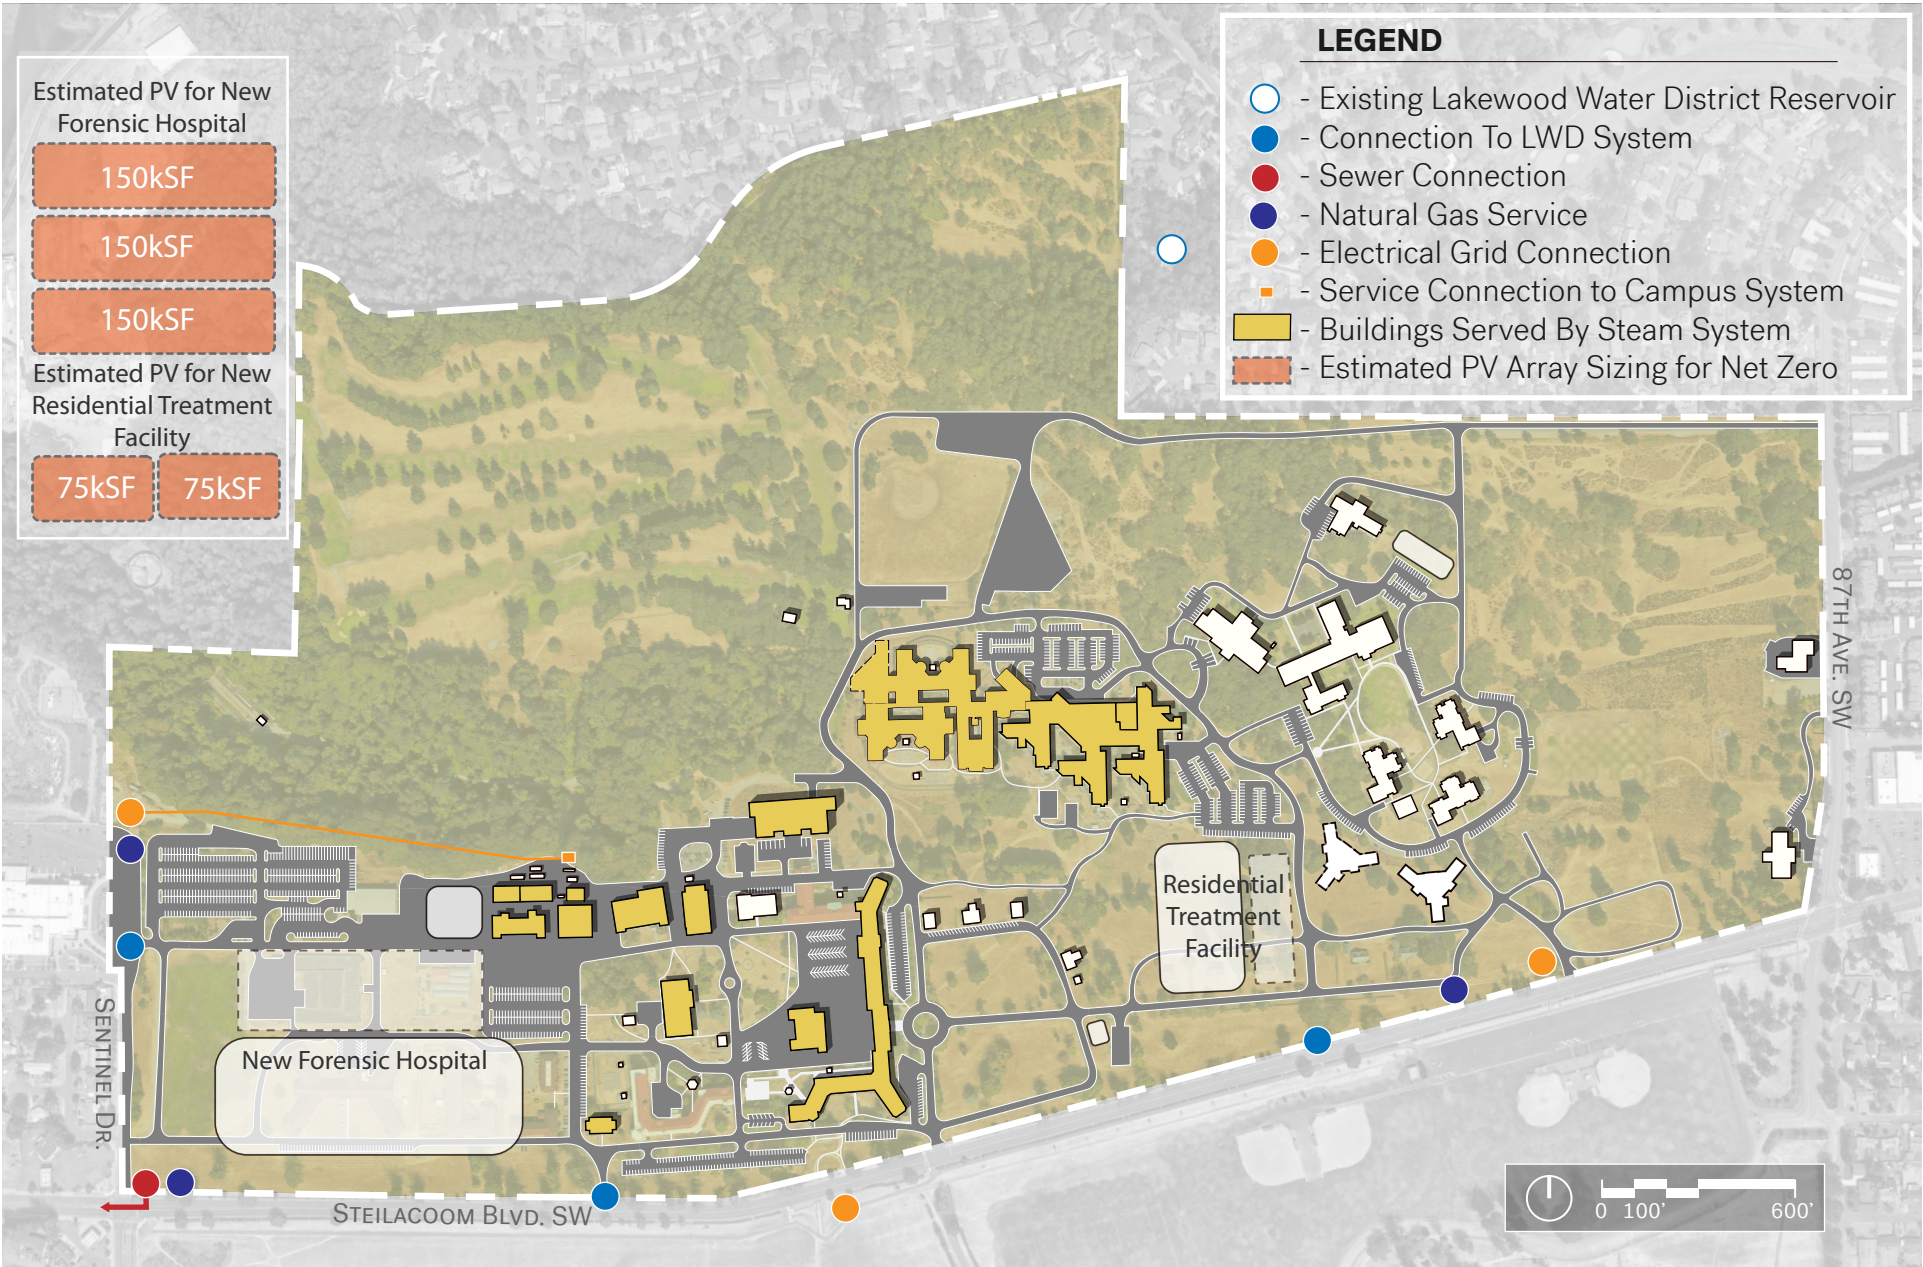 Estimated PV for New
Forensic Hospital
150kSF
150kSF
150kSF
Estimated PV for New
Residential Treatment
Facility
75kSF
75kSF
LEGEND
- Existing Lakewood Water District Reservoir
- Connection To LWD System
- Sewer Connection
- Natural Gas Service
- Electrical Grid Connection
- Service Connection to Campus System
- Buildings Served By Steam System
- Estimated PV Array Sizing for Net Zero
87TH AVE. SW
Residential
Treatment
Facility
SENTINEL DR.
New Forensic Hospital
STEILACOOM BLVD. SW
0 100' 600'